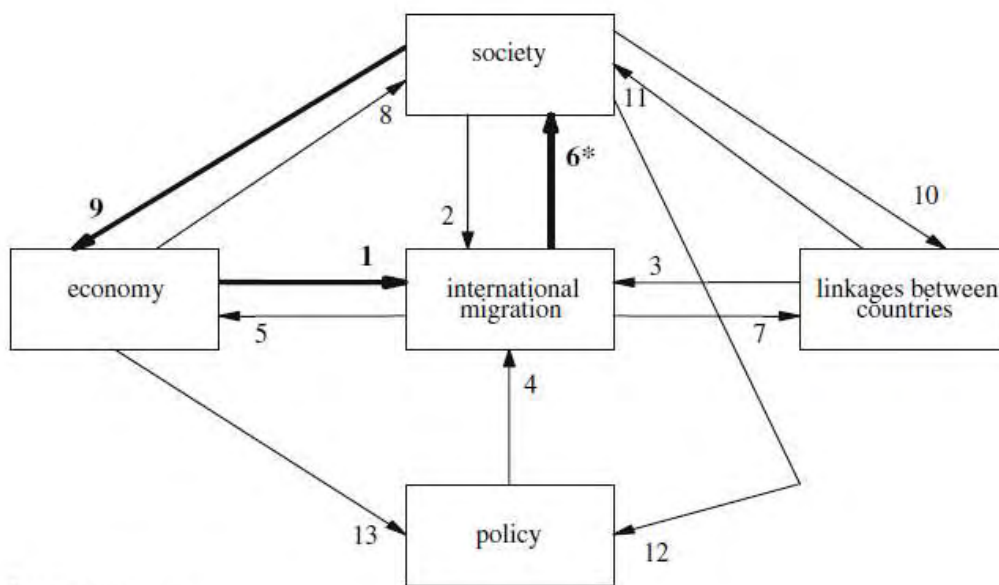 society
8
6*
11
9
2
10
1
3
economy
international
migration
linkages between
countries
5
7
4
13
policy
12